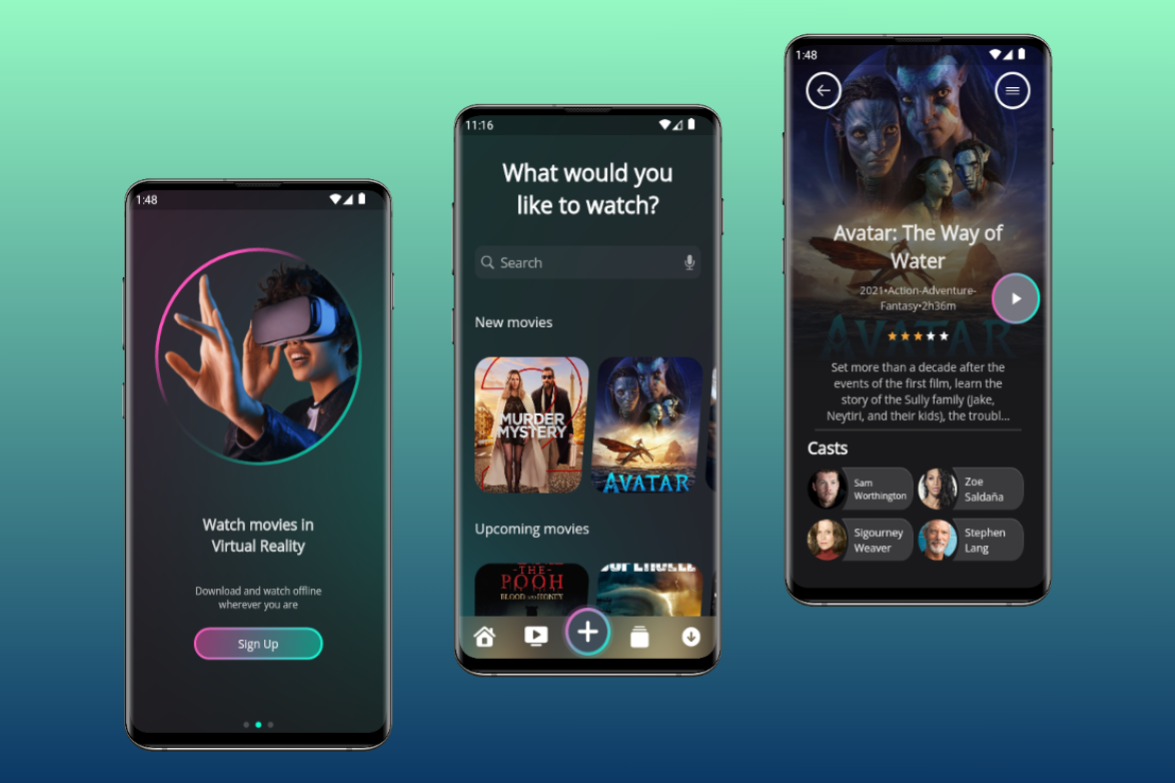 1:48
Watch movies in
Virtual Reality
Download and watch offline
wherever you are
Sign Up
11:16
What would you
like to watch?
Search
New movies
MURDER
MYSTERY
AVATAR
Upcoming movies
THE
POOH
BLOOD AND HONEY
1:48
Avatar: The Way of
Water
2021•Action-Adventure-
Fantasy•2h36m
AVATAR
Set more than a decade after the
events of the first film, learn the
story of the Sully family (Jake,
Neytiri, and their kids), the troubl...
Casts
Sam
Worthington
Zoe
Saldaña
Sigourney
Weaver
Stephen
Lang